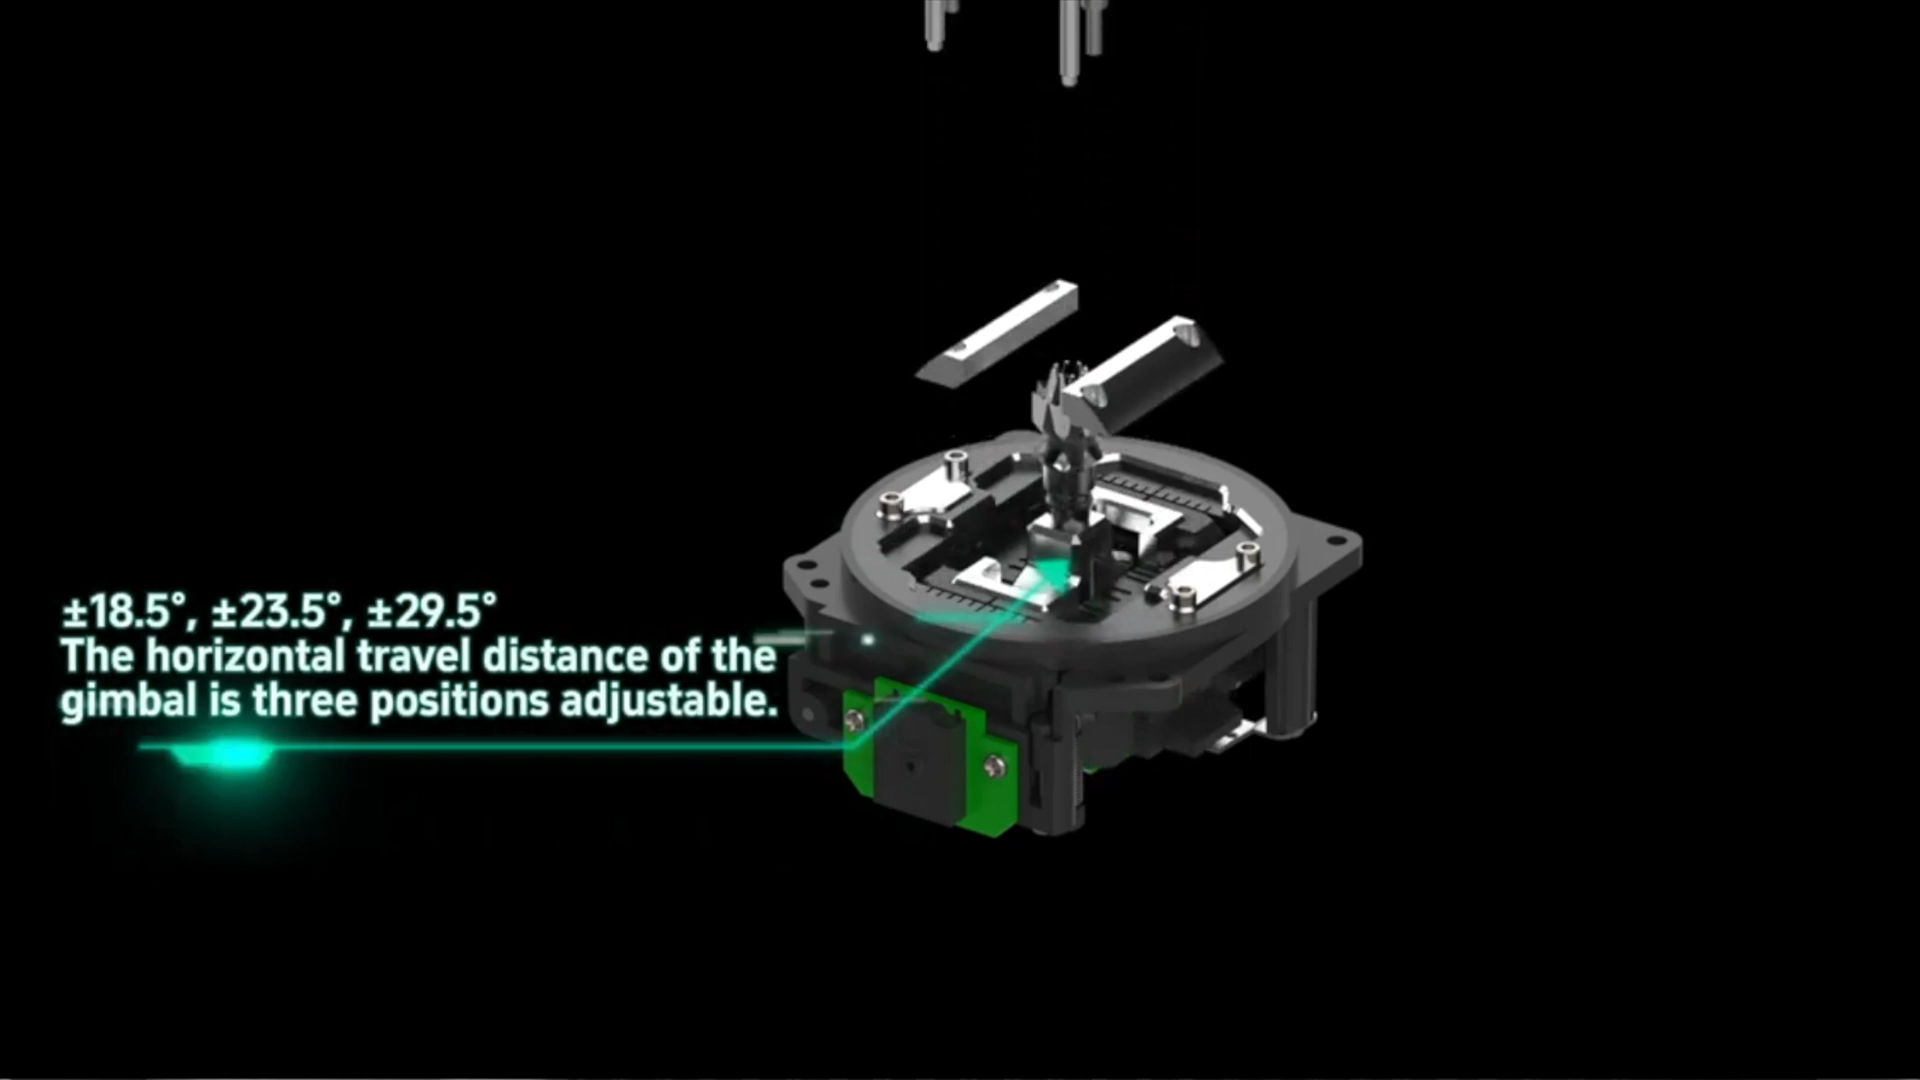 ±18.5°, ±23.5°, ±29.5°
The horizontal travel distance of the
gimbal is three positions adjustable.